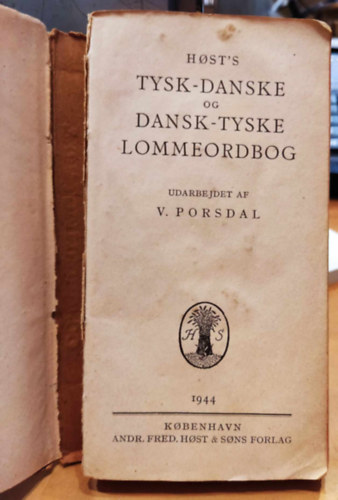 HØST'S
TYSK-DANSKE
OG
DANSK-TYSKE
LOMMEORDBOG
UDARBEJDET AF
V. PORSDAL
H S
1944
KØBENHAVN
ANDR. FRED. HØST & SØNS FORLAG